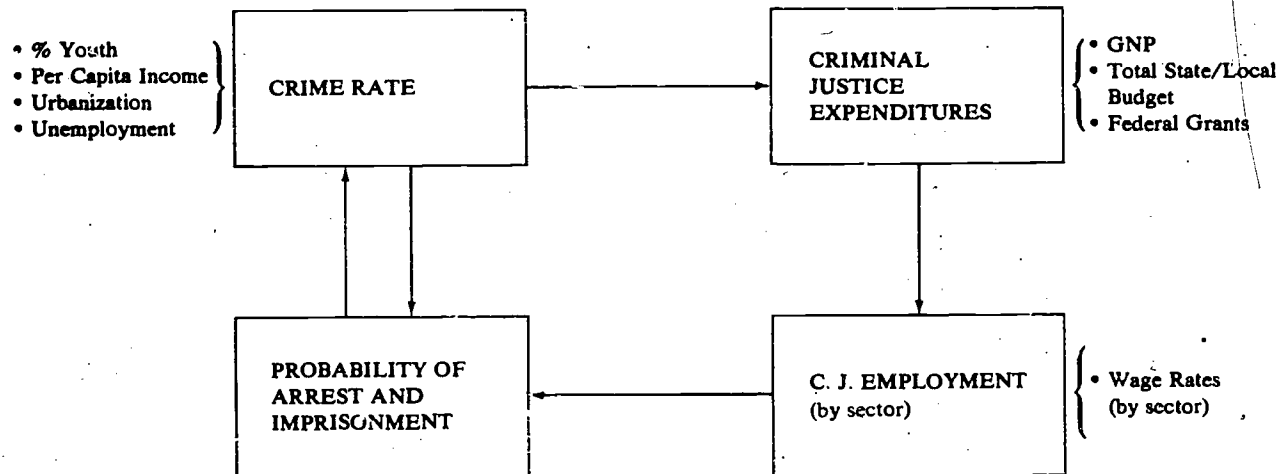 • % Youth
• Per Capita Income
• Urbanization
• Unemployment
CRIME RATE
CRIMINAL
JUSTICE
EXPENDITURES
• GNP
• Total State/Local
Budget
• Federal Grants
PROBABILITY OF
ARREST AND
IMPRISONMENT
C. J. EMPLOYMENT
(by sector)
• Wage Rates
(by sector)